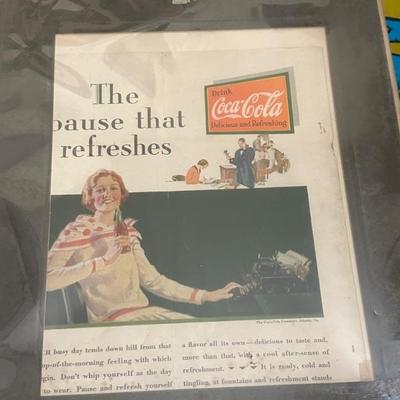 The
pause that
refreshes
Drink
Coca-Cola
Delicious and Refreshing
The Coca-Cola Company, Atlanta, Ga.
CH busy day tends down hill from that
op-of-the-morning feeling with which
gin. Don't whip yourself as the day
to wear. Pause and refresh yourself
a flavor all its own—delicious to taste and,
more than that, with a cool after-sense of
refreshment. It is ready, cold and
tingling, at fountains and refreshment stands